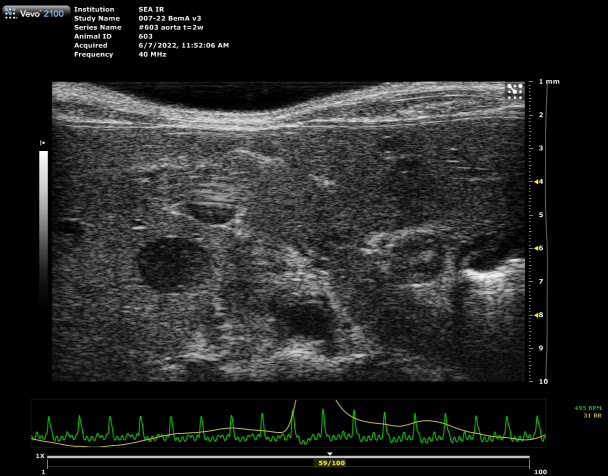 Vevo 2100
Institution SEA IR
Study Name 007-22 BemA v3
Series Name #603 aorta t=2w
Animal ID 603
Acquired 6/7/2022, 11:52:06 AM
Frequency 40 MHz
1 mm
2
3
4
5
6
7
8
9
10
495 BPM
31 RR
1X
59/100
1
100